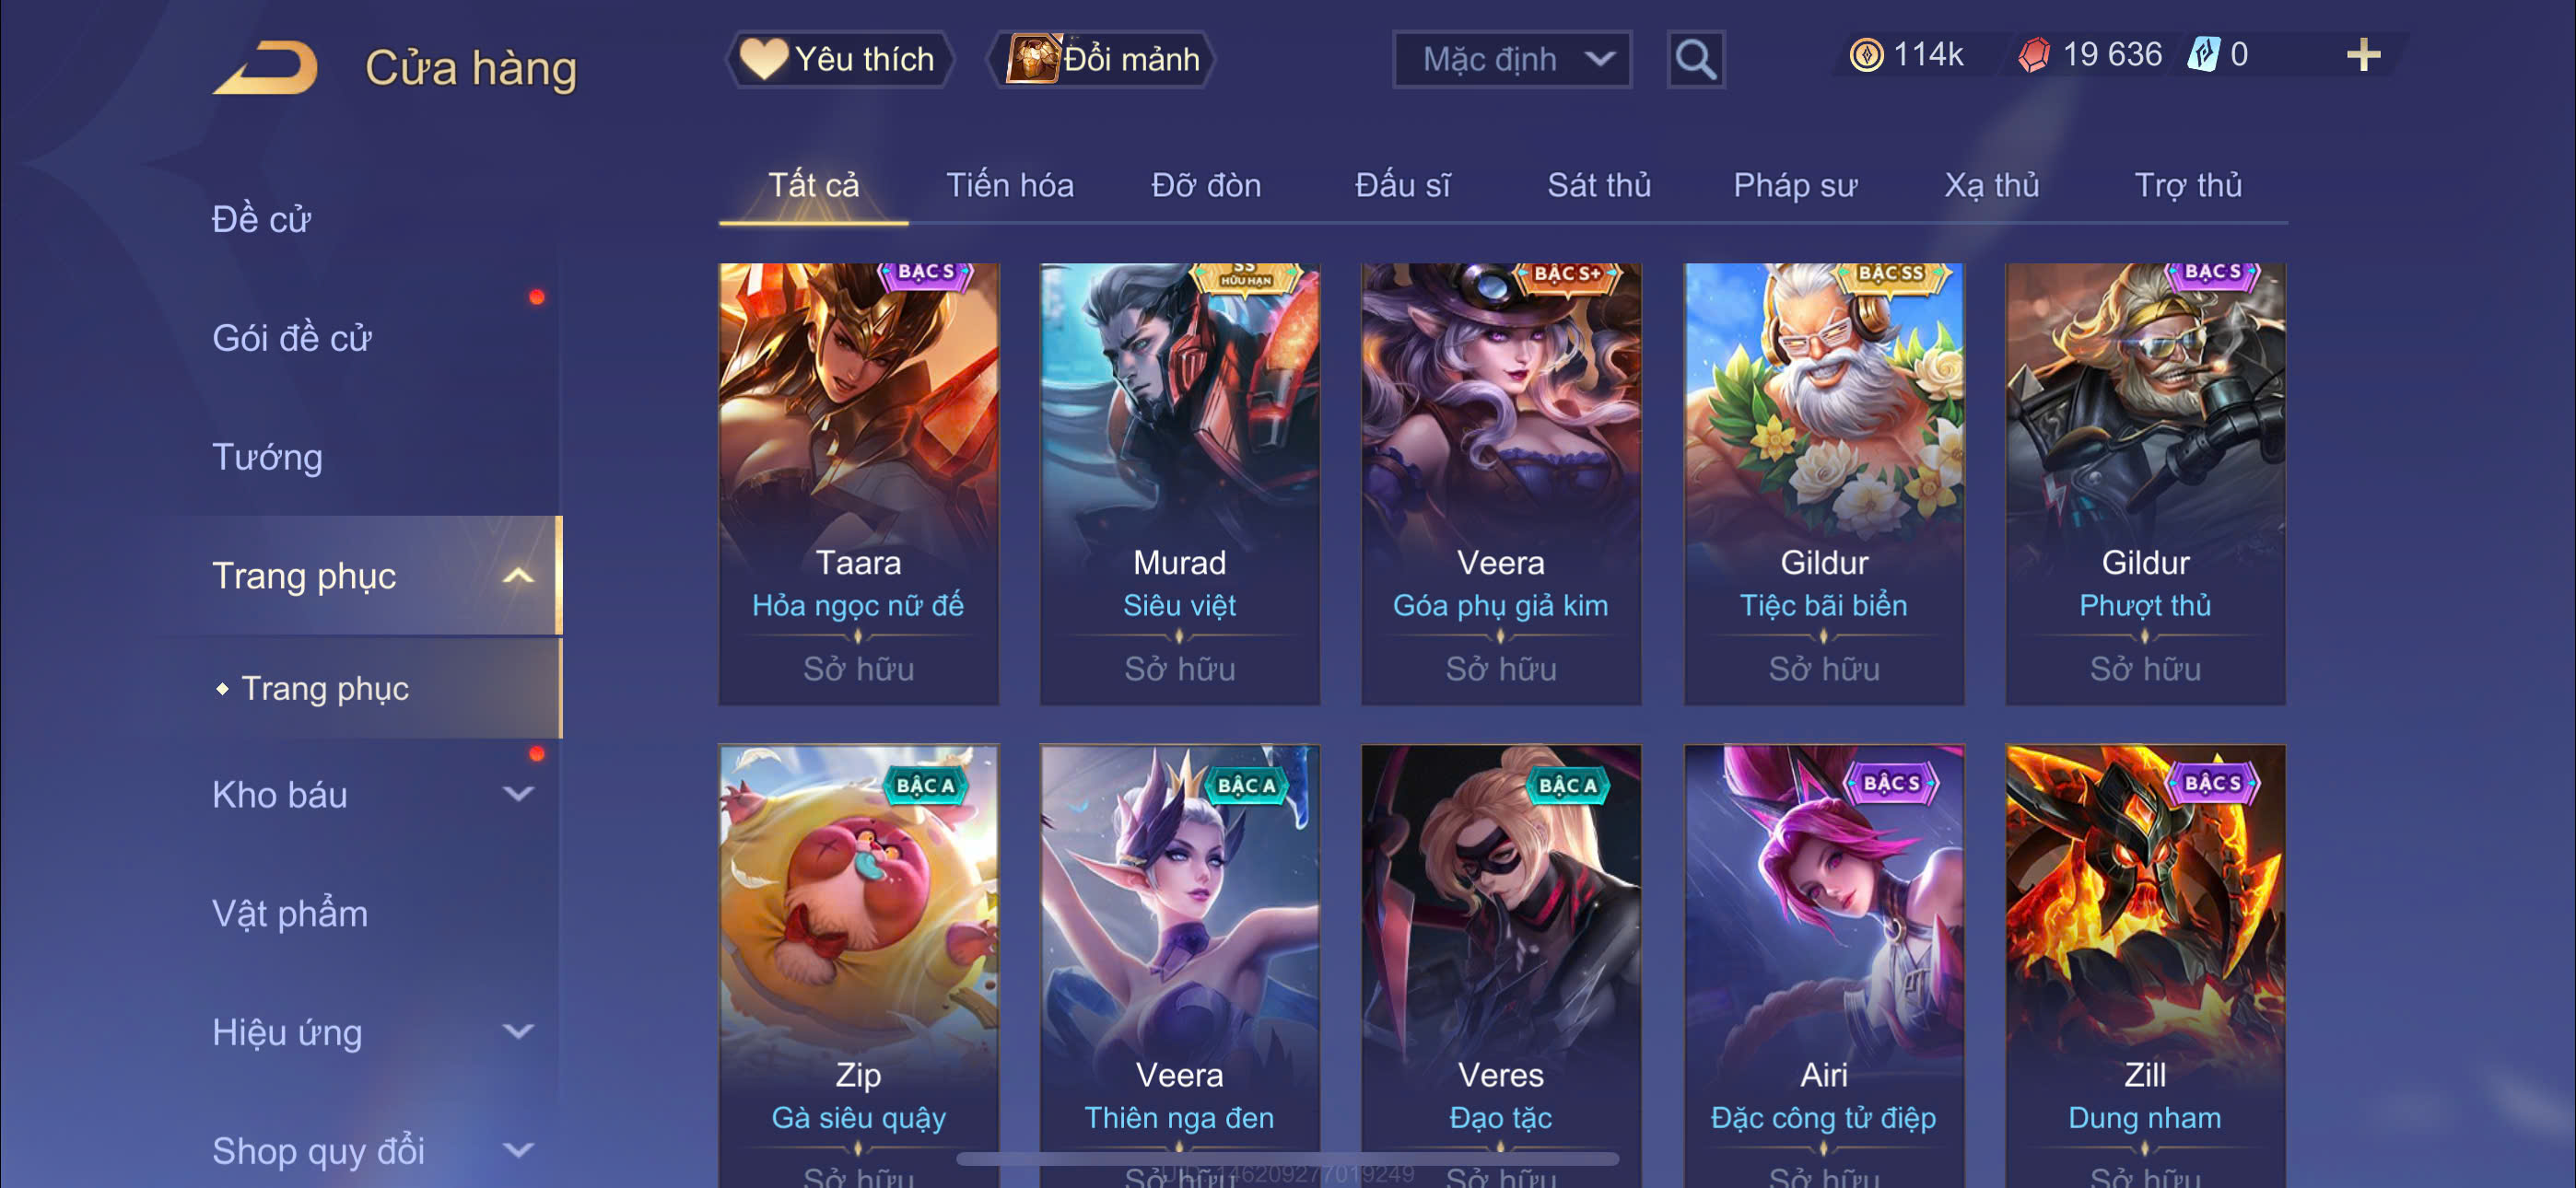 Cửa hàng
Yêu thích
Đổi mảnh
Mặc định
114k
19 636
0
Đề cử
Gói đề cử
Tướng
Trang phục
Trang phục
Kho báu
Vật phẩm
Hiệu ứng
Shop quy đổi
Tất cả
Tiến hóa
Đỡ đòn
Đấu sĩ
Sát thủ
Pháp sư
Xạ thủ
Trợ thủ
BẬC S
Taara
Hỏa ngọc nữ đế
Sở hữu
SS
HỮU HẠN
Murad
Siêu việt
Sở hữu
BẬC S+
Veera
Góa phụ giả kim
Sở hữu
BẬC SS
Gildur
Tiệc bãi biển
Sở hữu
BẬC S
Gildur
Phượt thủ
Sở hữu
BẬC A
Zip
Gà siêu quậy
Sở hữu
BẬC A
Veera
Thiên nga đen
Sở hữu
BẬC A
Veres
Đạo tặc
Sở hữu
BẬC S
Airi
Đặc công tử điệp
Sở hữu
BẬC S
Zill
Dung nham
Sở hữu
UID: 146209277019249